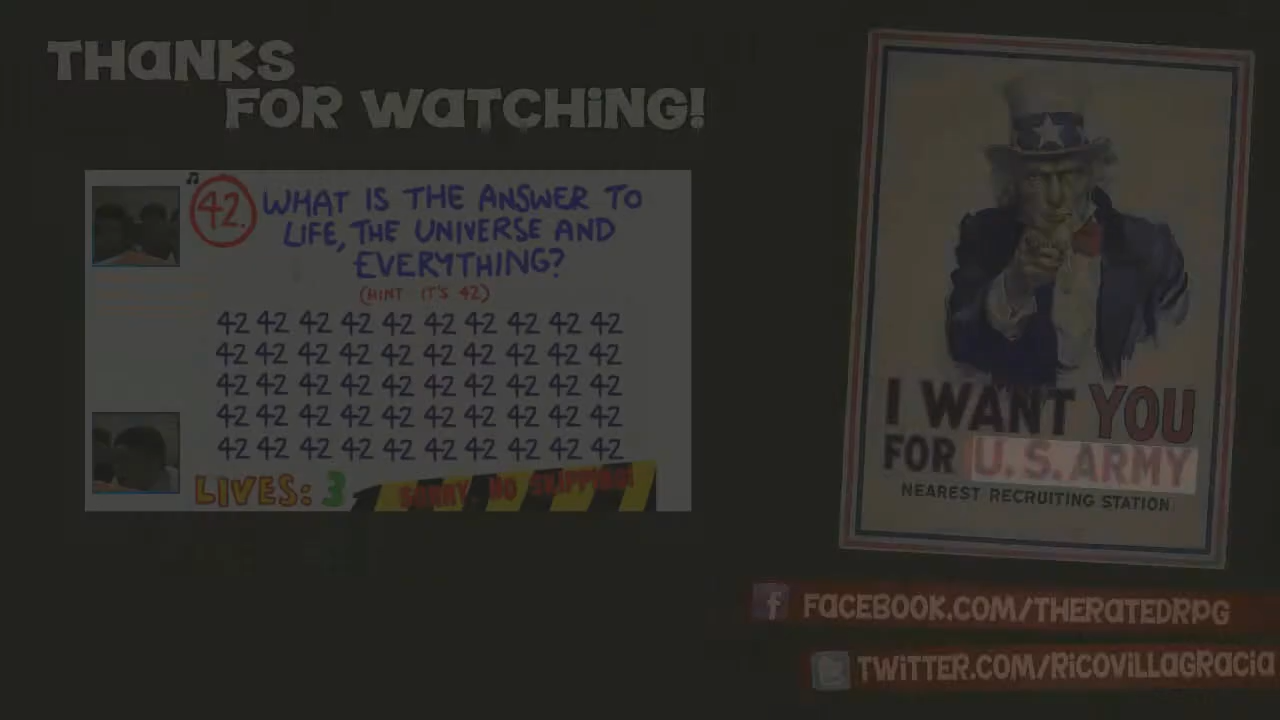 THANKS
FOR WATCHING!
42. WHAT IS THE ANSWER TO
LIFE, THE UNIVERSE AND
EVERYTHING?
(HINT: IT'S 42)
42 42 42 42 42 42 42 42 42 42
42 42 42 42 42 42 42 42 42 42
42 42 42 42 42 42 42 42 42 42
42 42 42 42 42 42 42 42 42 42
42 42 42 42 42 42 42 42 42 42
LIVES: 3
SORRY, NO SKIPPING!
I WANT YOU
FOR U.S. ARMY
NEAREST RECRUITING STATION
f FACEBOOK.COM/THERATEDRPG
TWITTER.COM/RICOVILLAGRACIA